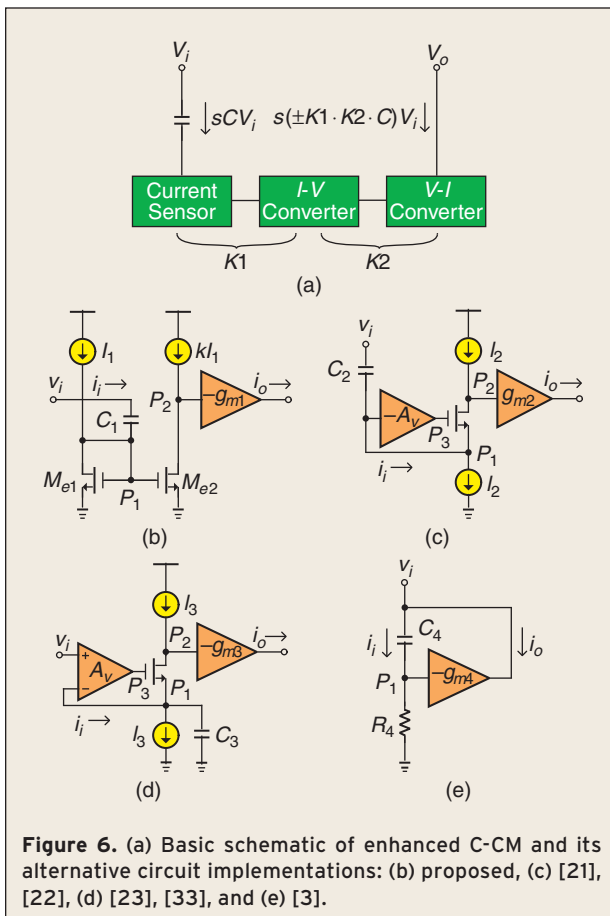 V_i
V_o
↓sCV_i
s(±K1·K2·C)V_i↓
Current Sensor
I-V Converter
V-I Converter
K1
K2
(a)
I_1
kI_1
v_i
i_i →
C_1
P_2
−g_m1
i_o →
M_e1
P_1
M_e2
(b)
v_i
C_2
I_2
P_2
g_m2
i_o →
−A_v
P_3
P_1
i_i →
I_2
(c)
I_3
v_i
+
−
A_v
P_2
−g_m3
i_o →
P_3
P_1
i_i →
I_3
C_3
(d)
v_i
i_i ↓
C_4
↓ i_o
P_1
−g_m4
R_4
(e)
Figure 6. (a) Basic schematic of enhanced C-CM and its
alternative circuit implementations: (b) proposed, (c) [21],
[22], (d) [23], [33], and (e) [3].